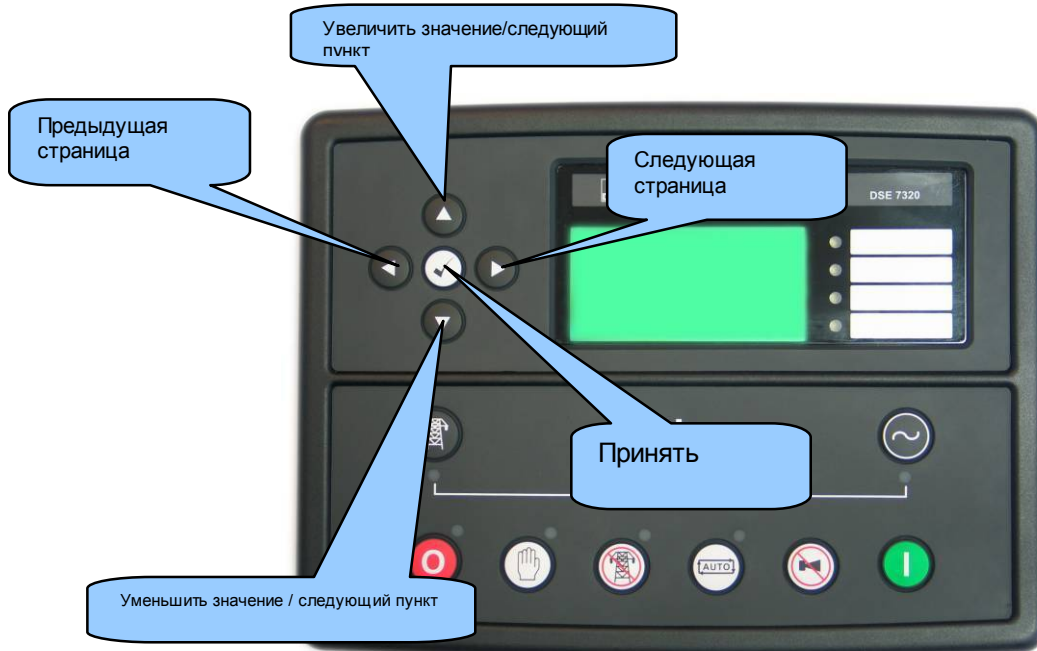 Увеличить значение/следующий
пункт
Предыдущая
страница
Следующая
страница
DSE 7320
Принять
O
AUTO
I
Уменьшить значение / следующий пункт